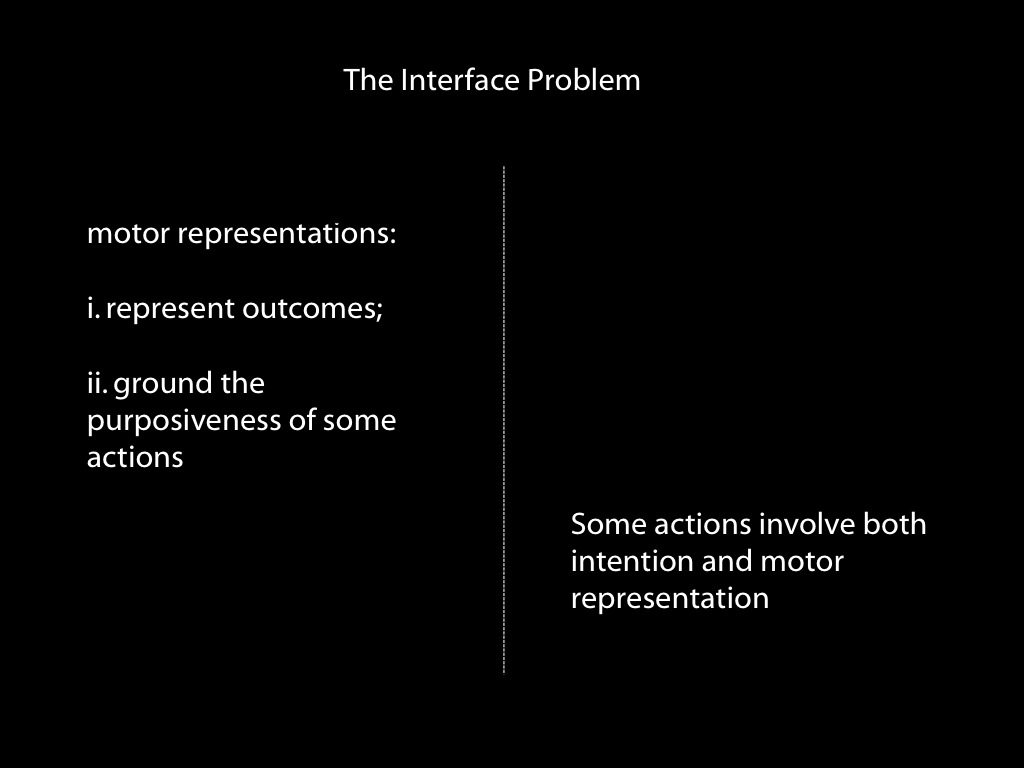 The Interface Problem
motor representations:
i. represent outcomes;
ii. ground the
purposiveness of some
actions
Some actions involve both
intention and motor
representation